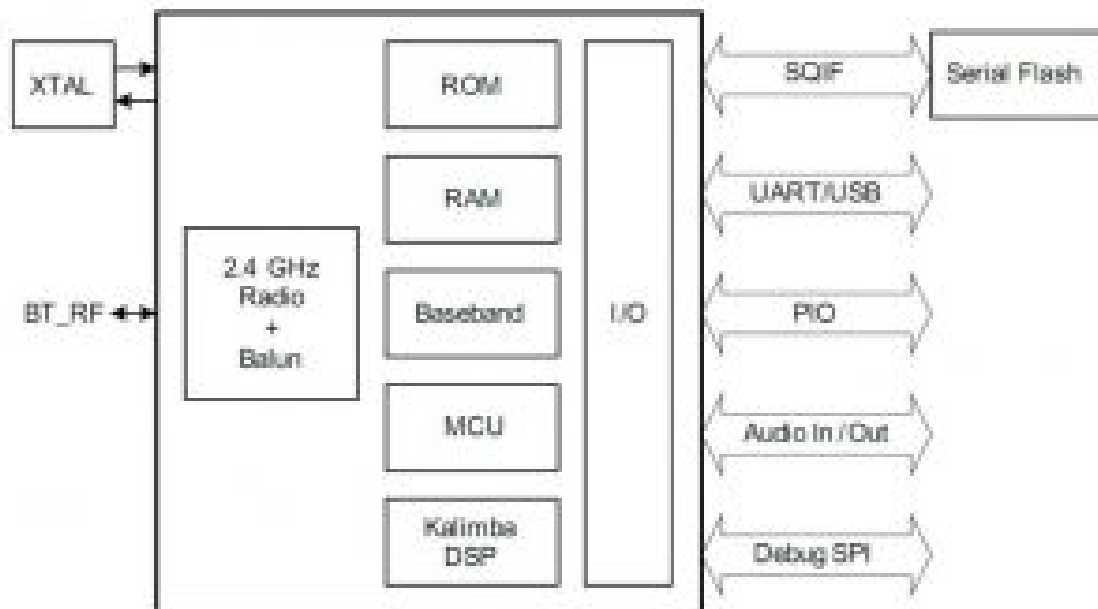 XTAL
BT_RF
2.4 GHz
Radio
+
Balun
ROM
RAM
Baseband
MCU
Kalimba
DSP
I/O
SQIF
UART/USB
PIO
Audio In / Out
Debug SPI
Serial Flash